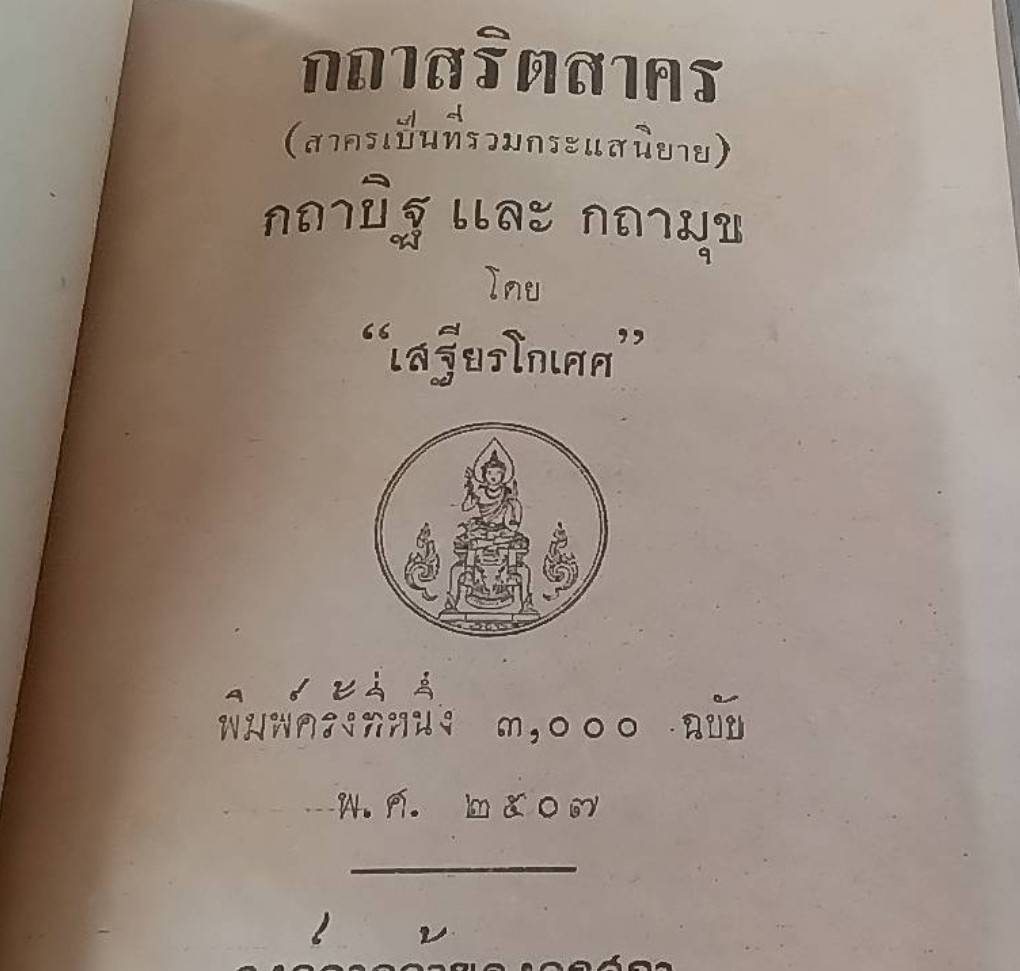 กถาสริตสาคร
(สาครเป็นที่รวมกระแสนิยาย)
กถาบิฐ และ กถามุข
โดย
“เสฐียรโกเศศ”
พิมพ์ครั้งที่หนึ่ง ๓,๐๐๐ ฉบับ
พ.ศ. ๒๕๐๗